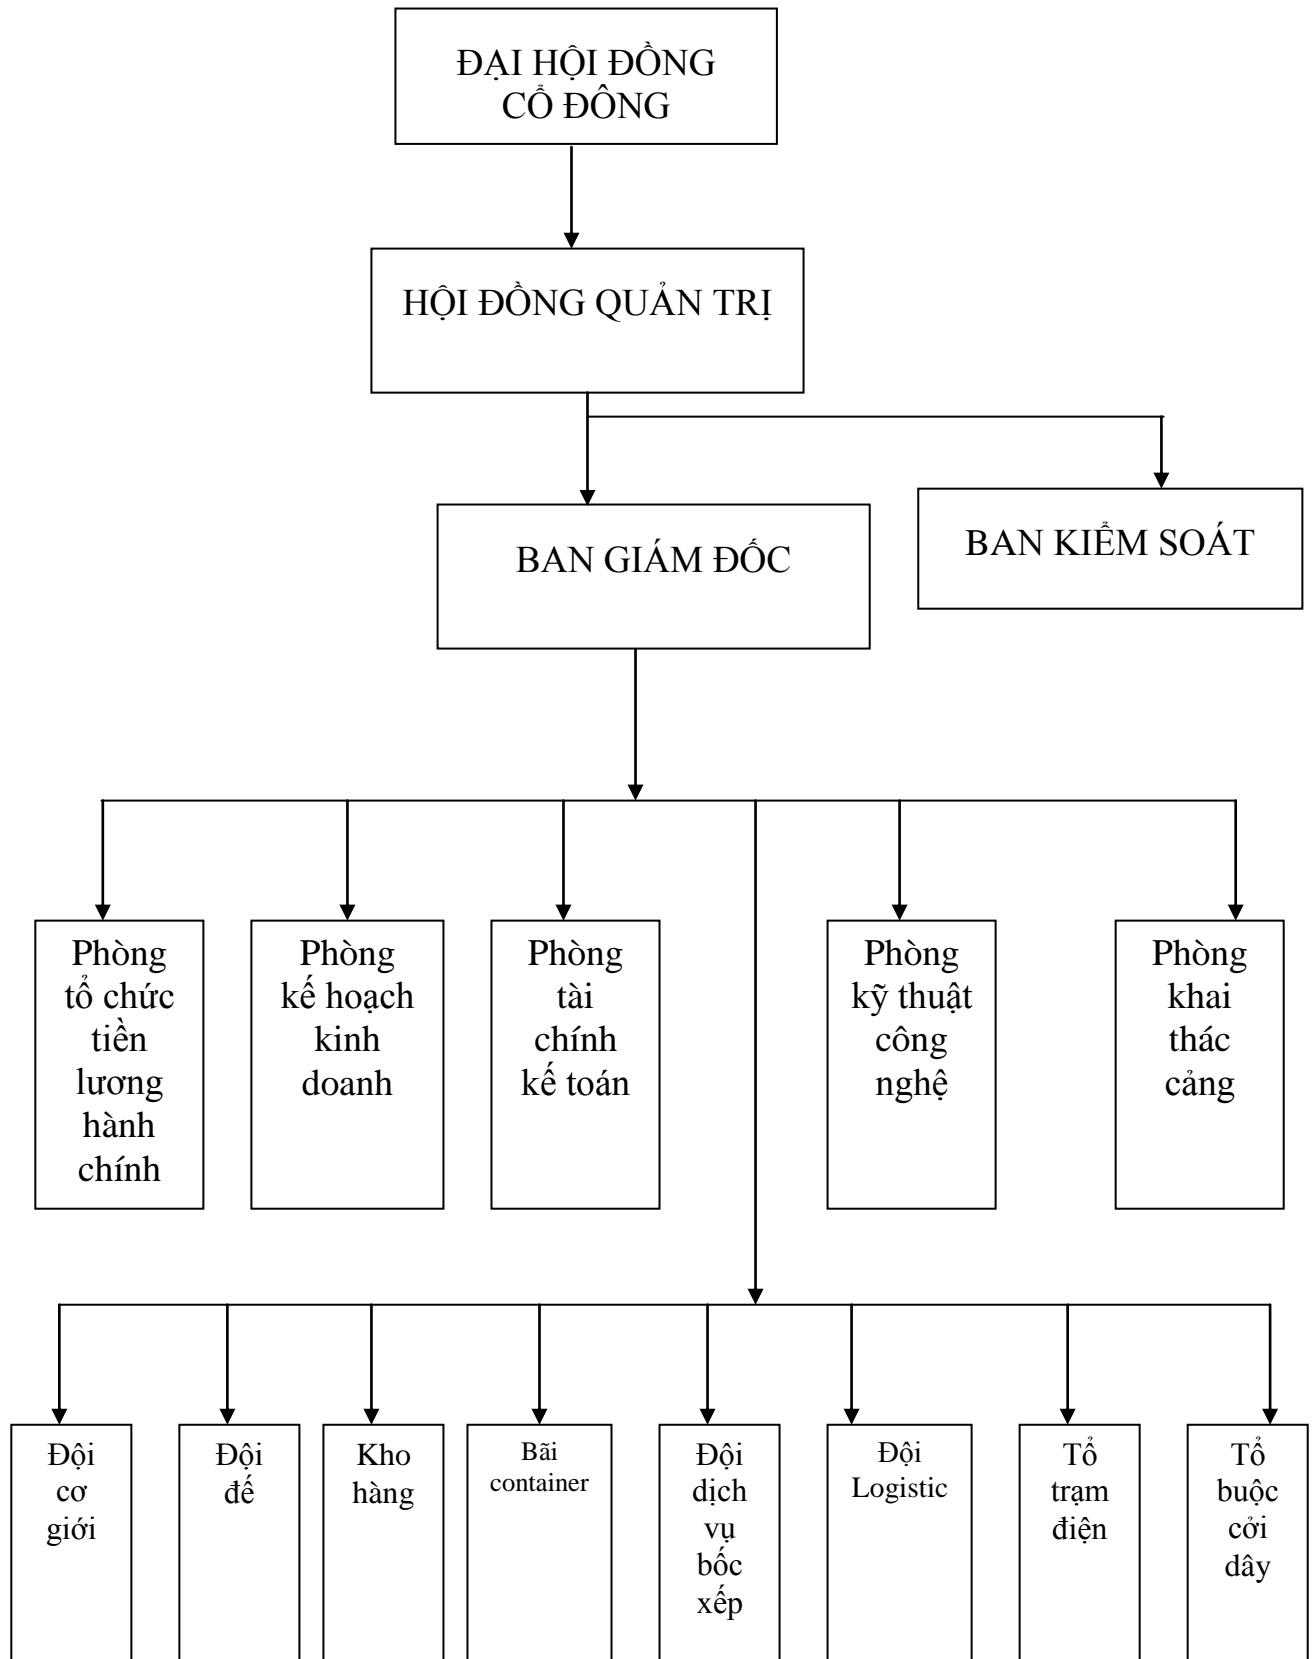 ĐẠI HỘI ĐỒNG
CỔ ĐÔNG
HỘI ĐỒNG QUẢN TRỊ
BAN GIÁM ĐỐC
BAN KIỂM SOÁT
Phòng
tổ chức
tiền
lương
hành
chính
Phòng
kế hoạch
kinh
doanh
Phòng
tài
chính
kế toán
Phòng
kỹ thuật
công
nghệ
Phòng
khai
thác
cảng
Đội
cơ
giới
Đội
đế
Kho
hàng
Bãi
container
Đội
dịch
vụ
bốc
xếp
Đội
Logistic
Tổ
trạm
điện
Tổ
buộc
cởi
dây